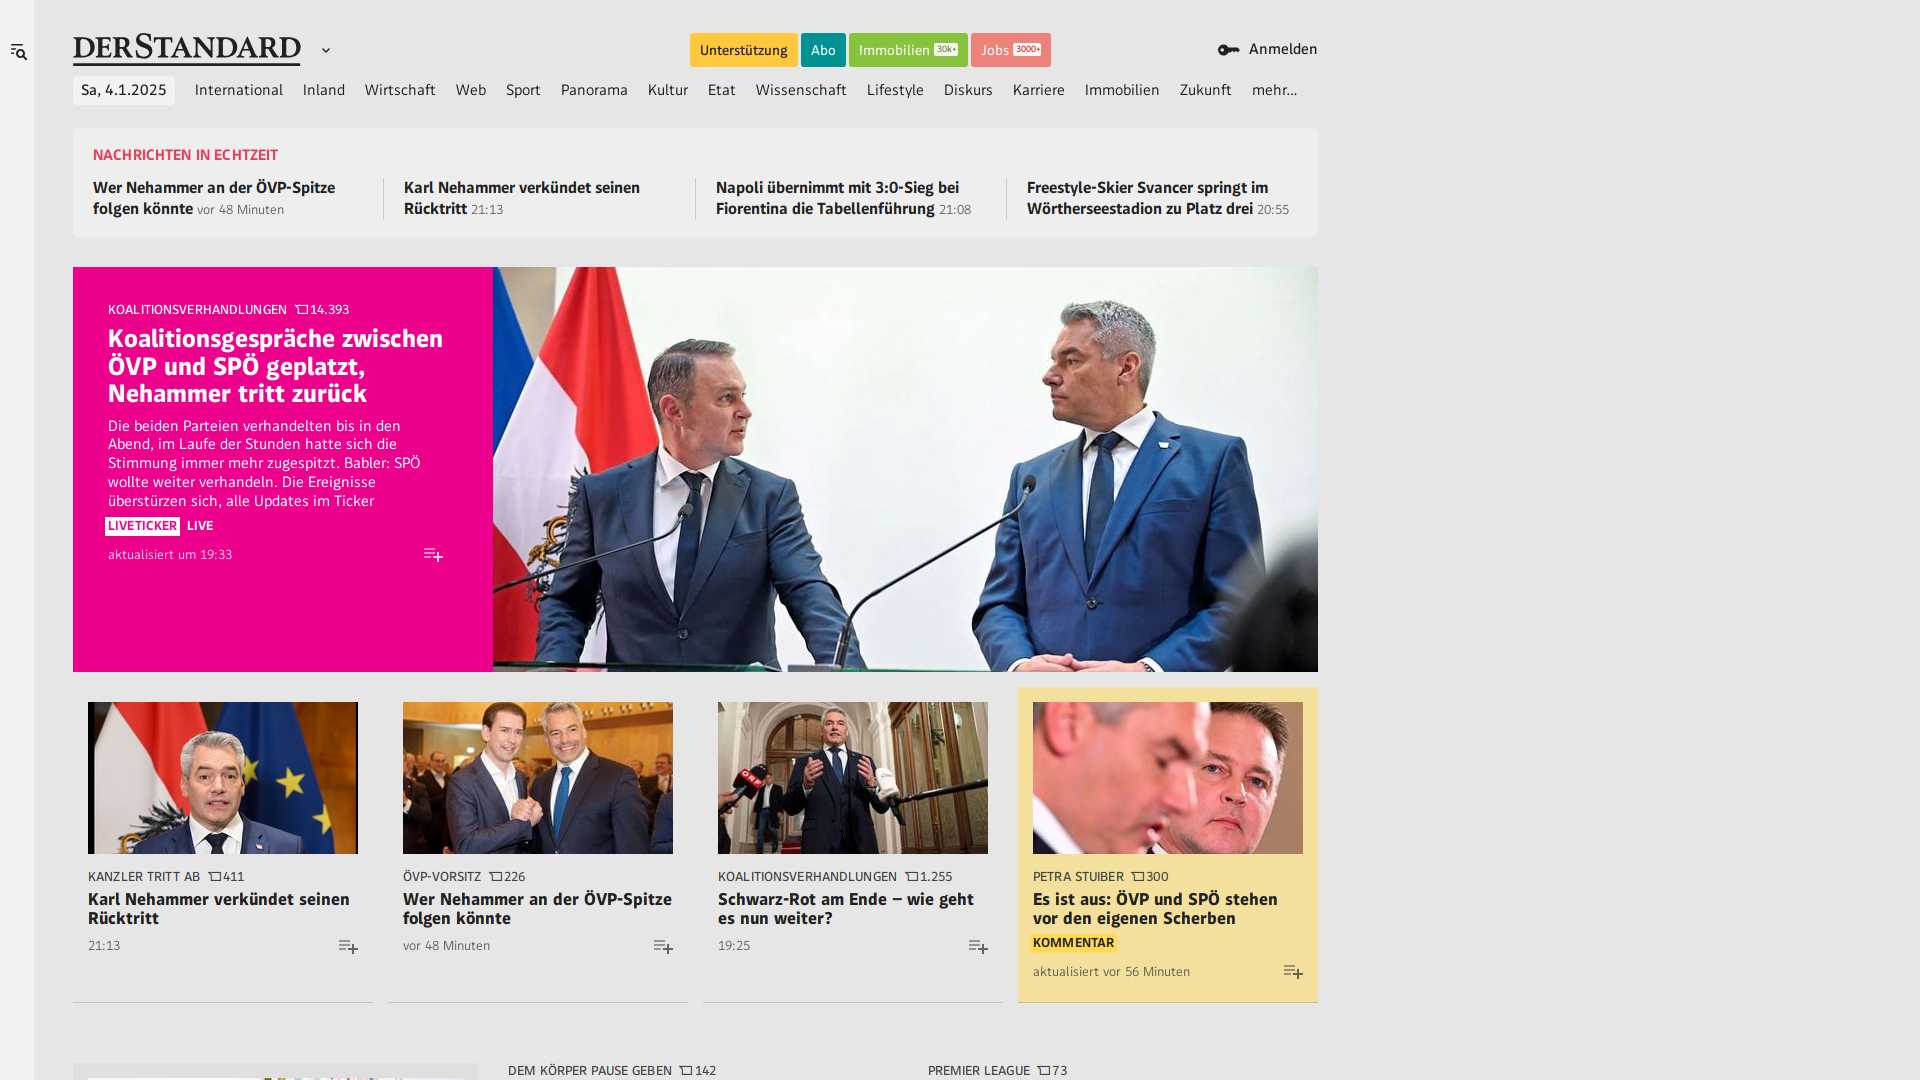 DERSTANDARD
Unterstützung
Abo
Immobilien 30k+
Jobs 3000+
Anmelden
Sa, 4.1.2025
International
Inland
Wirtschaft
Web
Sport
Panorama
Kultur
Etat
Wissenschaft
Lifestyle
Diskurs
Karriere
Immobilien
Zukunft
mehr...
NACHRICHTEN IN ECHTZEIT
Wer Nehammer an der ÖVP-Spitze
folgen könnte vor 48 Minuten
Karl Nehammer verkündet seinen
Rücktritt 21:13
Napoli übernimmt mit 3:0-Sieg bei
Fiorentina die Tabellenführung 21:08
Freestyle-Skier Svancer springt im
Wörtherseestadion zu Platz drei 20:55
KOALITIONSVERHANDLUNGEN 14.393
Koalitionsgespräche zwischen
ÖVP und SPÖ geplatzt,
Nehammer tritt zurück
Die beiden Parteien verhandelten bis in den
Abend, im Laufe der Stunden hatte sich die
Stimmung immer mehr zugespitzt. Babler: SPÖ
wollte weiter verhandeln. Die Ereignisse
überstürzen sich, alle Updates im Ticker
LIVETICKER LIVE
aktualisiert um 19:33
KANZLER TRITT AB 411
Karl Nehammer verkündet seinen
Rücktritt
21:13
ÖVP-VORSITZ 226
Wer Nehammer an der ÖVP-Spitze
folgen könnte
vor 48 Minuten
ORF
KOALITIONSVERHANDLUNGEN 1.255
Schwarz-Rot am Ende – wie geht
es nun weiter?
19:25
PETRA STUIBER 300
Es ist aus: ÖVP und SPÖ stehen
vor den eigenen Scherben
KOMMENTAR
aktualisiert vor 56 Minuten
DEM KÖRPER PAUSE GEBEN 142
PREMIER LEAGUE 73